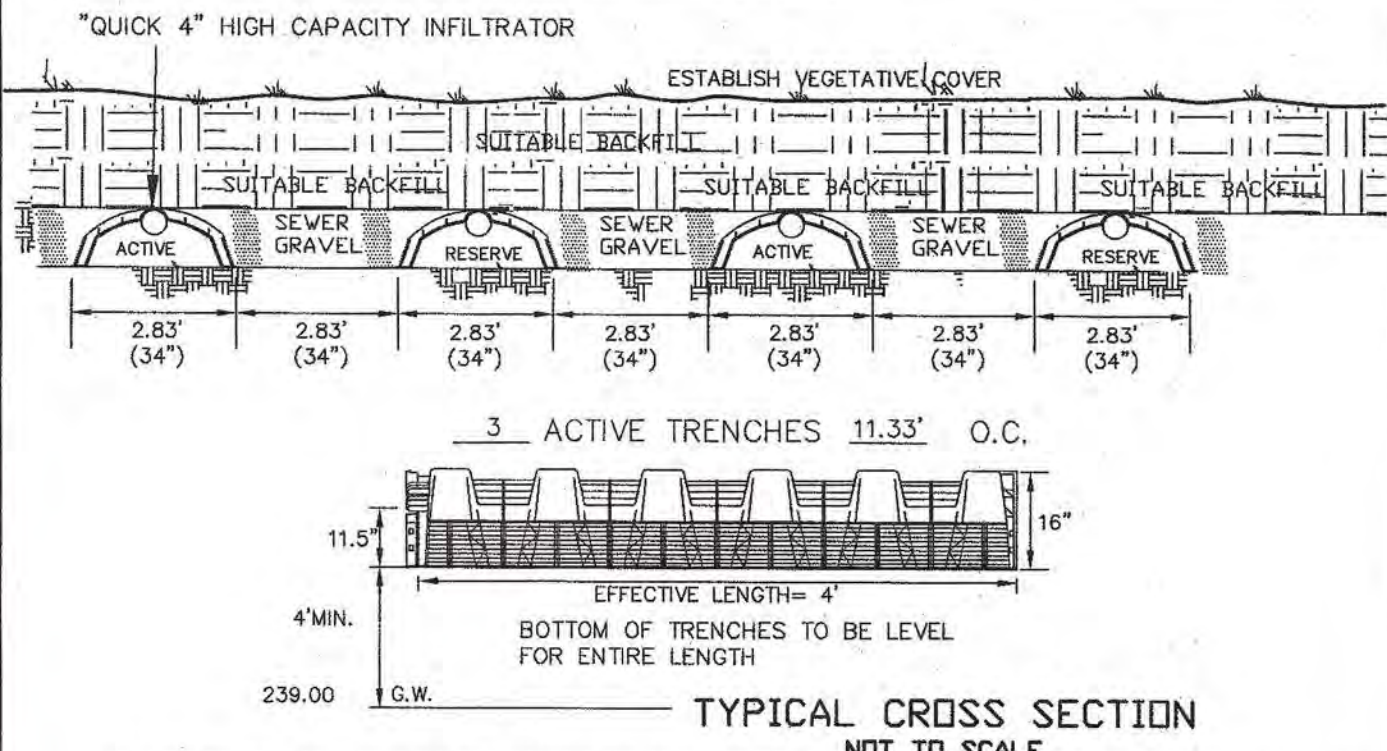 "QUICK 4" HIGH CAPACITY INFILTRATOR
ESTABLISH VEGETATIVE COVER
SUITABLE BACKFILL
SUITABLE BACKFILL
SUITABLE BACKFILL
SUITABLE BACKFILL
ACTIVE
SEWER
GRAVEL
RESERVE
SEWER
GRAVEL
ACTIVE
SEWER
GRAVEL
RESERVE
2.83'
(34")
2.83'
(34")
2.83'
(34")
2.83'
(34")
2.83'
(34")
2.83'
(34")
2.83'
(34")
3 ACTIVE TRENCHES 11.33' O.C.
11.5"
16"
EFFECTIVE LENGTH= 4'
4'MIN.
BOTTOM OF TRENCHES TO BE LEVEL
FOR ENTIRE LENGTH
239.00 G.W.
TYPICAL CROSS SECTION
NOT TO SCALE